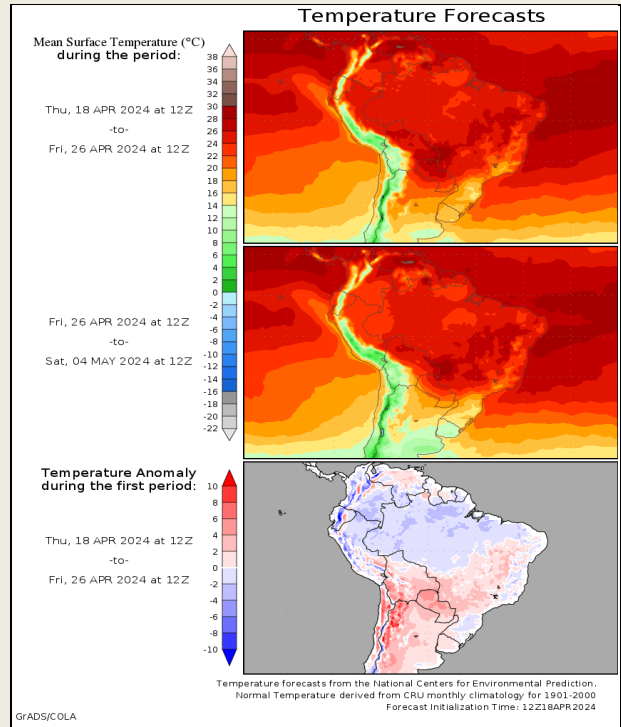 Temperature Forecasts
Mean Surface Temperature (°C)
during the period:
38
36
34
32
30
28
26
24
22
20
18
16
14
12
10
8
6
4
2
0
-2
-4
-6
-8
-10
-12
-14
-16
-18
-20
-22
Thu, 18 APR 2024 at 12Z
-to-
Fri, 26 APR 2024 at 12Z
Fri, 26 APR 2024 at 12Z
-to-
Sat, 04 MAY 2024 at 12Z
Temperature Anomaly
during the first period:
10
8
6
4
2
0
-2
-4
-6
-8
-10
Thu, 18 APR 2024 at 12Z
-to-
Fri, 26 APR 2024 at 12Z
Temperature forecasts from the National Centers for Environmental Prediction.
Normal Temperature derived from CRU monthly climatology for 1901-2000
Forecast Initialization Time: 12Z18APR2024
GrADS/COLA